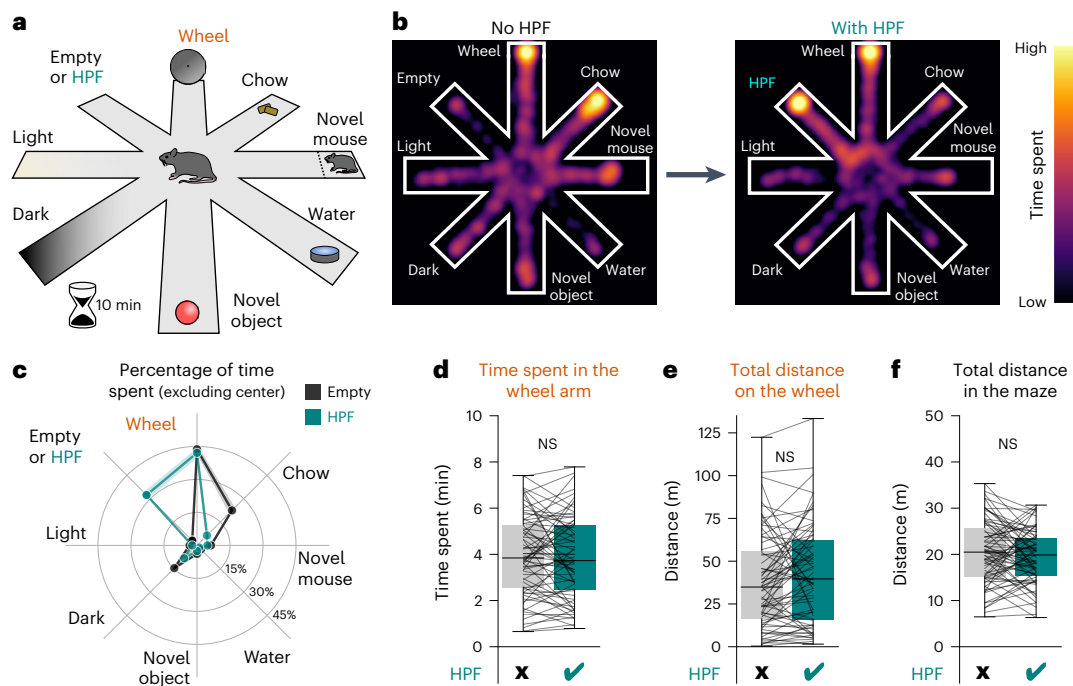 a
Wheel
Empty
or HPF
Chow
Light
Novel
mouse
Dark
Water
10 min
Novel
object
b
No HPF
Wheel
Empty
Chow
Novel
mouse
Light
Dark
Water
Novel
object
With HPF
Wheel
HPF
Chow
Novel
mouse
Light
Dark
Water
Novel
object
High
Time spent
Low
c
Percentage of time
spent (excluding center)
Empty
HPF
Wheel
Empty
or HPF
Chow
Light
Novel
mouse
15%
30%
45%
Dark
Novel
object
Water
d
Time spent in the
wheel arm
10
8
6
4
2
0
Time spent (min)
NS
HPF x ✔
e
Total distance
on the wheel
125
100
75
50
25
0
Distance (m)
NS
HPF x ✔
f
Total distance
in the maze
50
40
30
20
10
0
Distance (m)
NS
HPF x ✔